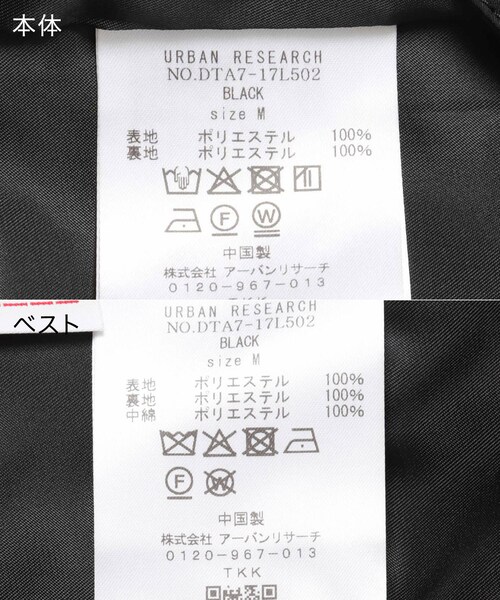 本体
URBAN RESEARCH
NO.DTA7-17L502
BLACK
size M
表地 ポリエステル 100%
裏地 ポリエステル 100%
F W
中国製
株式会社 アーバンリサーチ
0120-967-013
ベスト
URBAN RESEARCH
NO.DTA7-17L502
BLACK
size M
表地 ポリエステル 100%
裏地 ポリエステル 100%
中綿 ポリエステル 100%
F W
中国製
株式会社 アーバンリサーチ
0120-967-013
TKK